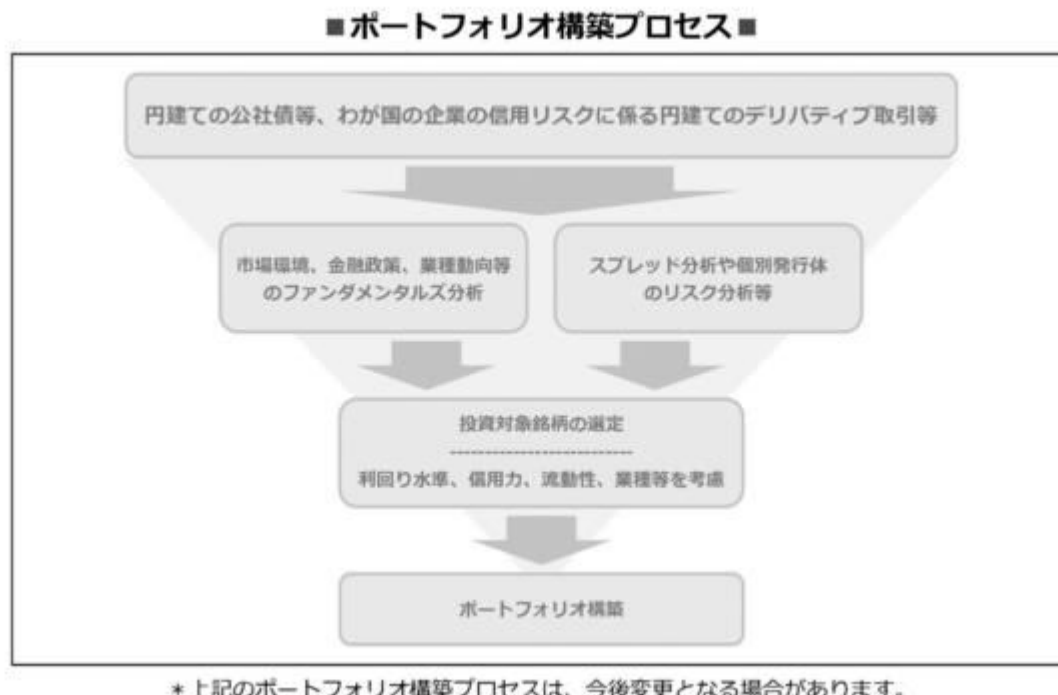 ■ポートフォリオ構築プロセス■
円建ての公社債等、わが国の企業の信用リスクに係る円建てのデリバティブ取引等
市場環境、金融政策、業種動向等
のファンダメンタルズ分析
スプレッド分析や個別発行体
のリスク分析等
投資対象銘柄の選定
利回り水準、信用力、流動性、業種等を考慮
ポートフォリオ構築
*上記のポートフォリオ構築プロセスは、今後変更となる場合があります。